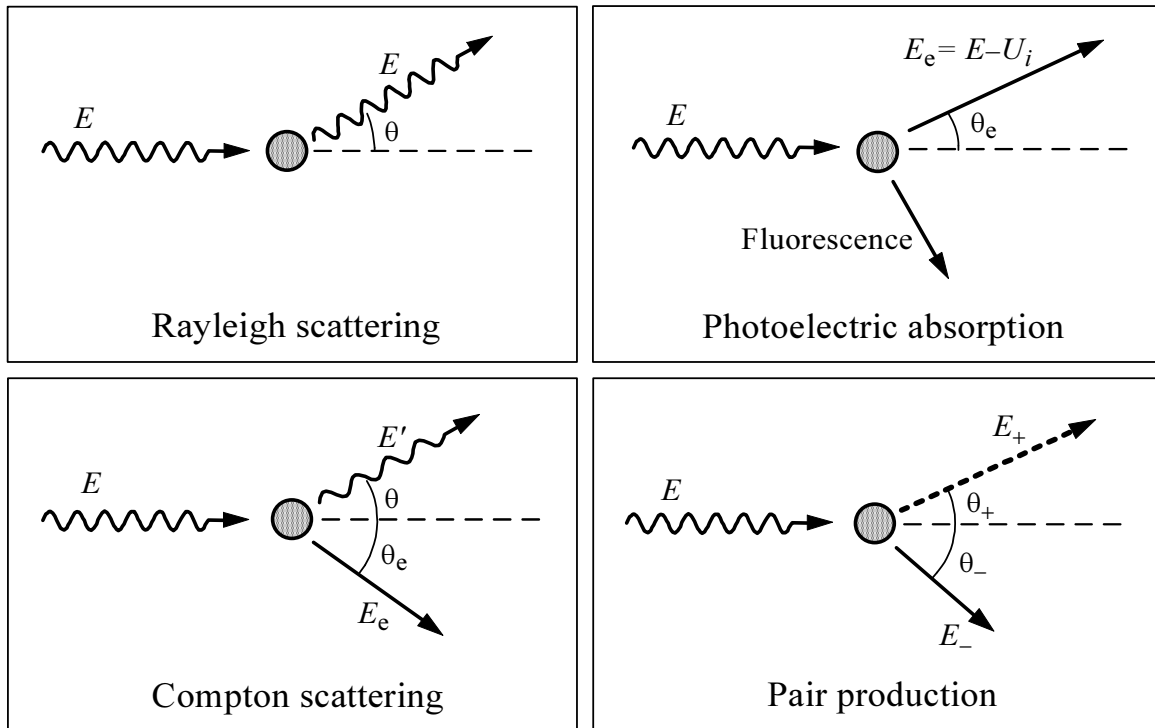 E
E
θ
Rayleigh scattering
E
Eₑ= E–Uᵢ
θₑ
Fluorescence
Photoelectric absorption
E
E′
θ
θₑ
Eₑ
Compton scattering
E
E₊
θ₊
θ₋
E₋
Pair production